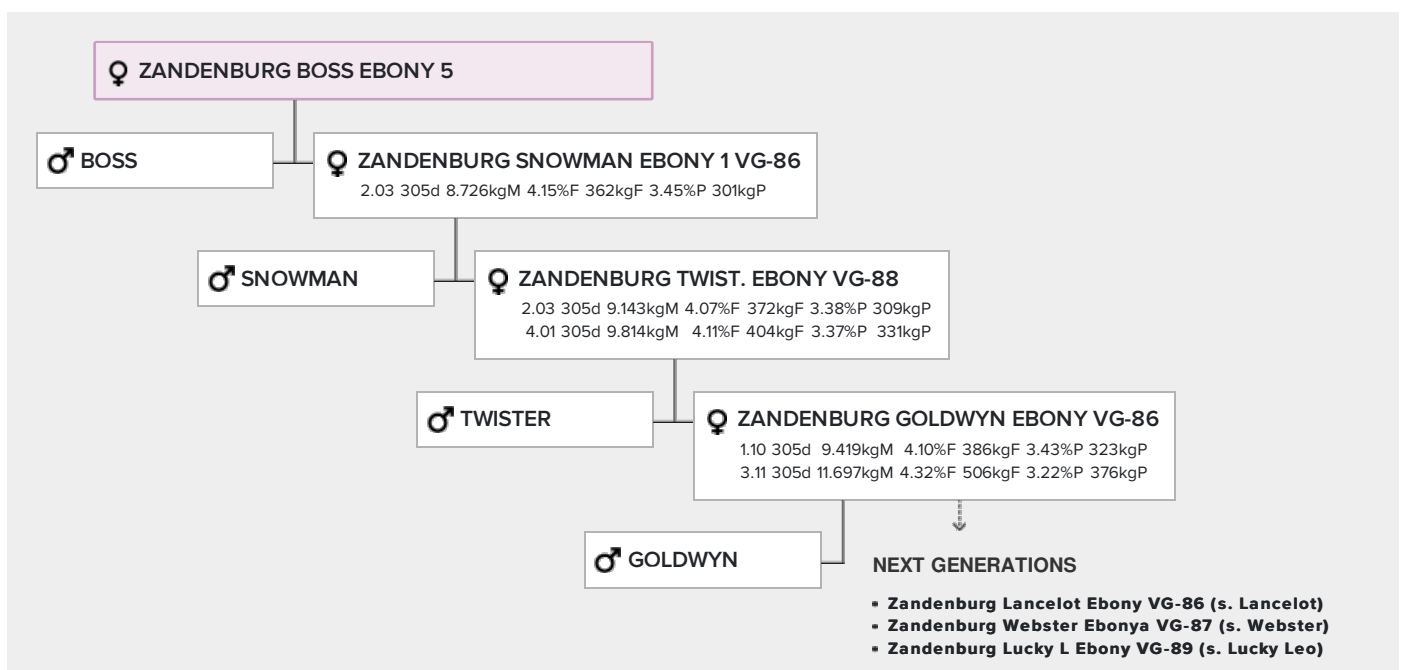 ZANDENBURG BOSS EBONY 5
BOSS
ZANDENBURG SNOWMAN EBONY 1 VG-86
2.03 305d 8.726kgM 4.15%F 362kgF 3.45%P 301kgP
SNOWMAN
ZANDENBURG TWIST. EBONY VG-88
2.03 305d 9.143kgM 4.07%F 372kgF 3.38%P 309kgP
4.01 305d 9.814kgM 4.11%F 404kgF 3.37%P 331kgP
TWISTER
ZANDENBURG GOLDWYN EBONY VG-86
1.10 305d 9.419kgM 4.10%F 386kgF 3.43%P 323kgP
3.11 305d 11.697kgM 4.32%F 506kgF 3.22%P 376kgP
GOLDWYN
NEXT GENERATIONS
- Zandenburg Lancelot Ebony VG-86 (s. Lancelot)
- Zandenburg Webster Ebonya VG-87 (s. Webster)
- Zandenburg Lucky L Ebony VG-89 (s. Lucky Leo)